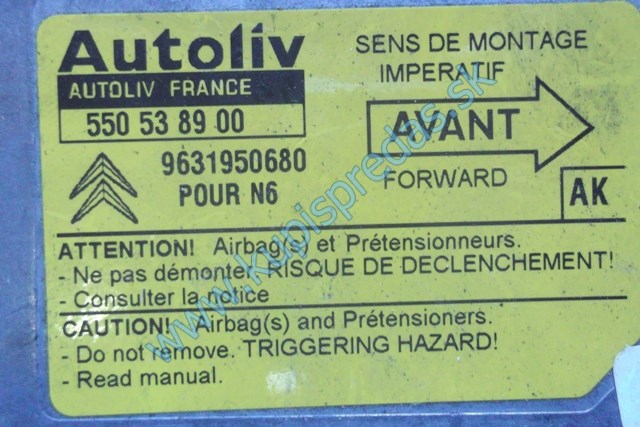 Autoliv
AUTOLIV FRANCE
550 53 89 00
9631950680
POUR N6
SENS DE MONTAGE
IMPERATIF
AVANT
FORWARD
AK
ATTENTION! Airbag(s) et Prétensionneurs.
- Ne pas démonter. RISQUE DE DECLENCHEMENT!
- Consulter la notice
CAUTION! Airbag(s) and Prétensioners.
- Do not remove. TRIGGERING HAZARD!
- Read manual.
www.kupispredas.sk